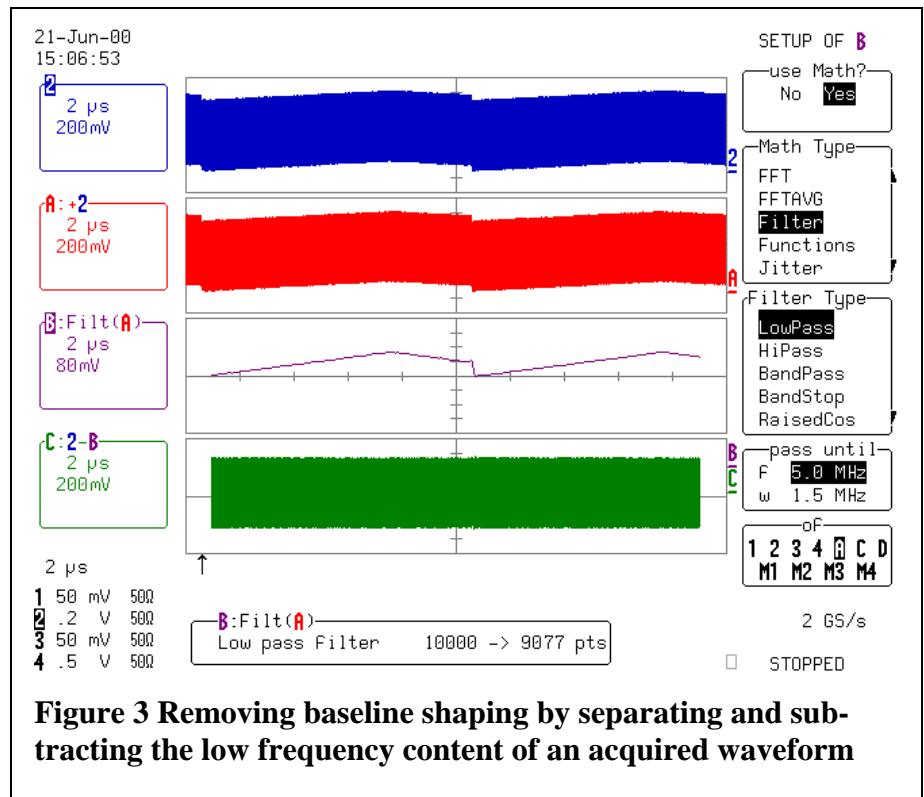 21-Jun-00
15:06:53
2
2 µs
200mV
A:+2
2 µs
200mV
B:Filt(A)
2 µs
80mV
C:2-B
2 µs
200mV
2
A
B
C
SETUP OF B
use Math?
No Yes
Math Type
FFT
FFTAVG
Filter
Functions
Jitter
Filter Type
LowPass
HiPass
BandPass
BandStop
RaisedCos
pass until
F 5.0 MHz
ω 1.5 MHz
of
1 2 3 4 A C D
M1 M2 M3 M4
2 µs
1 50 mV 50Ω
2 .2 V 50Ω
3 50 mV 50Ω
4 .5 V 50Ω
B:Filt(A)
Low pass Filter 10000 -> 9077 pts
2 GS/s
STOPPED
Figure 3 Removing baseline shaping by separating and sub-
tracting the low frequency content of an acquired waveform